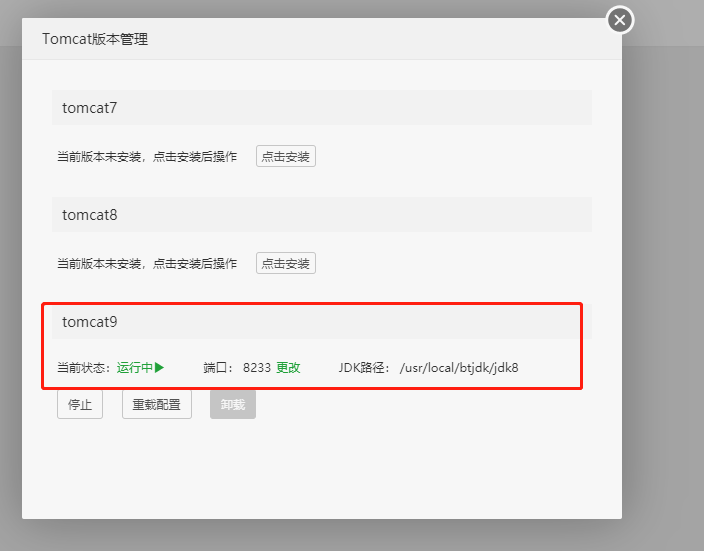 Tomcat版本管理
tomcat7
当前版本未安装，点击安装后操作 点击安装
tomcat8
当前版本未安装，点击安装后操作 点击安装
tomcat9
当前状态：运行中 端口： 8233 更改 JDK路径： /usr/local/btjdk/jdk8
停止 重载配置 卸载